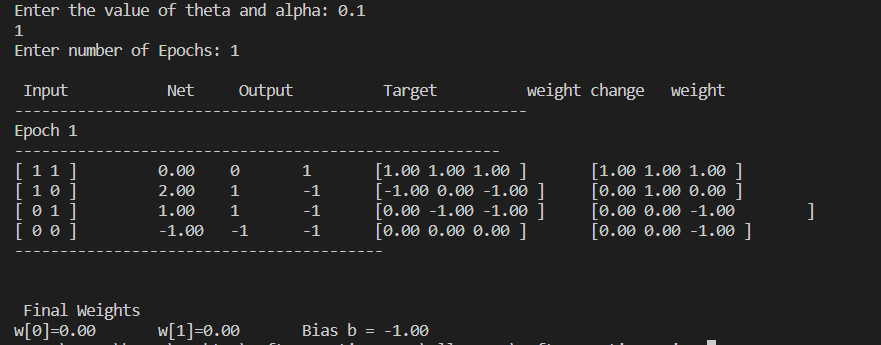 Enter the value of theta and alpha: 0.1
1
Enter number of Epochs: 1
Input Net Output Target weight change weight
---------------------------------------------------------
Epoch 1
------------------------------------------------------
[ 1 1 ] 0.00 0 1 [1.00 1.00 1.00 ] [1.00 1.00 1.00 ]
[ 1 0 ] 2.00 1 -1 [-1.00 0.00 -1.00 ] [0.00 1.00 0.00 ]
[ 0 1 ] 1.00 1 -1 [0.00 -1.00 -1.00 ] [0.00 0.00 -1.00 ]
[ 0 0 ] -1.00 -1 -1 [0.00 0.00 0.00 ] [0.00 0.00 -1.00 ]
-----------------------------------------
Final Weights
w[0]=0.00 w[1]=0.00 Bias b = -1.00